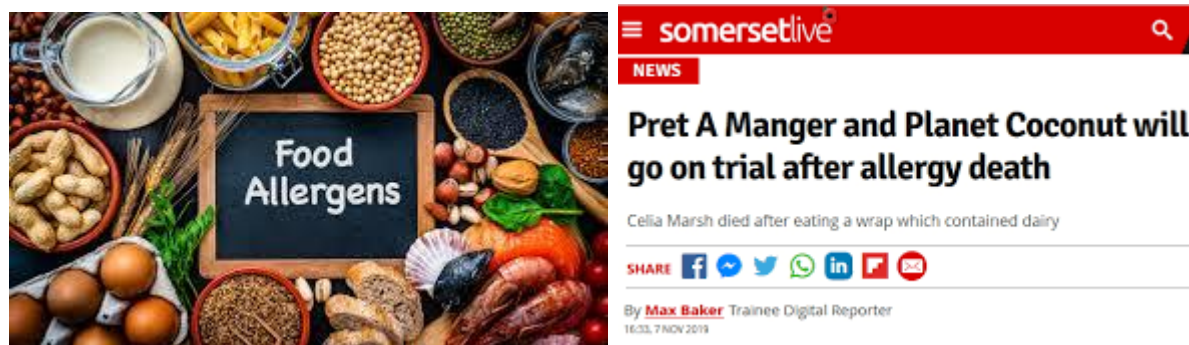 Food
Allergens
somersetlive
NEWS
Pret A Manger and Planet Coconut will
go on trial after allergy death
Celia Marsh died after eating a wrap which contained dairy
SHARE
By Max Baker Trainee Digital Reporter
16:33, 7 NOV 2019